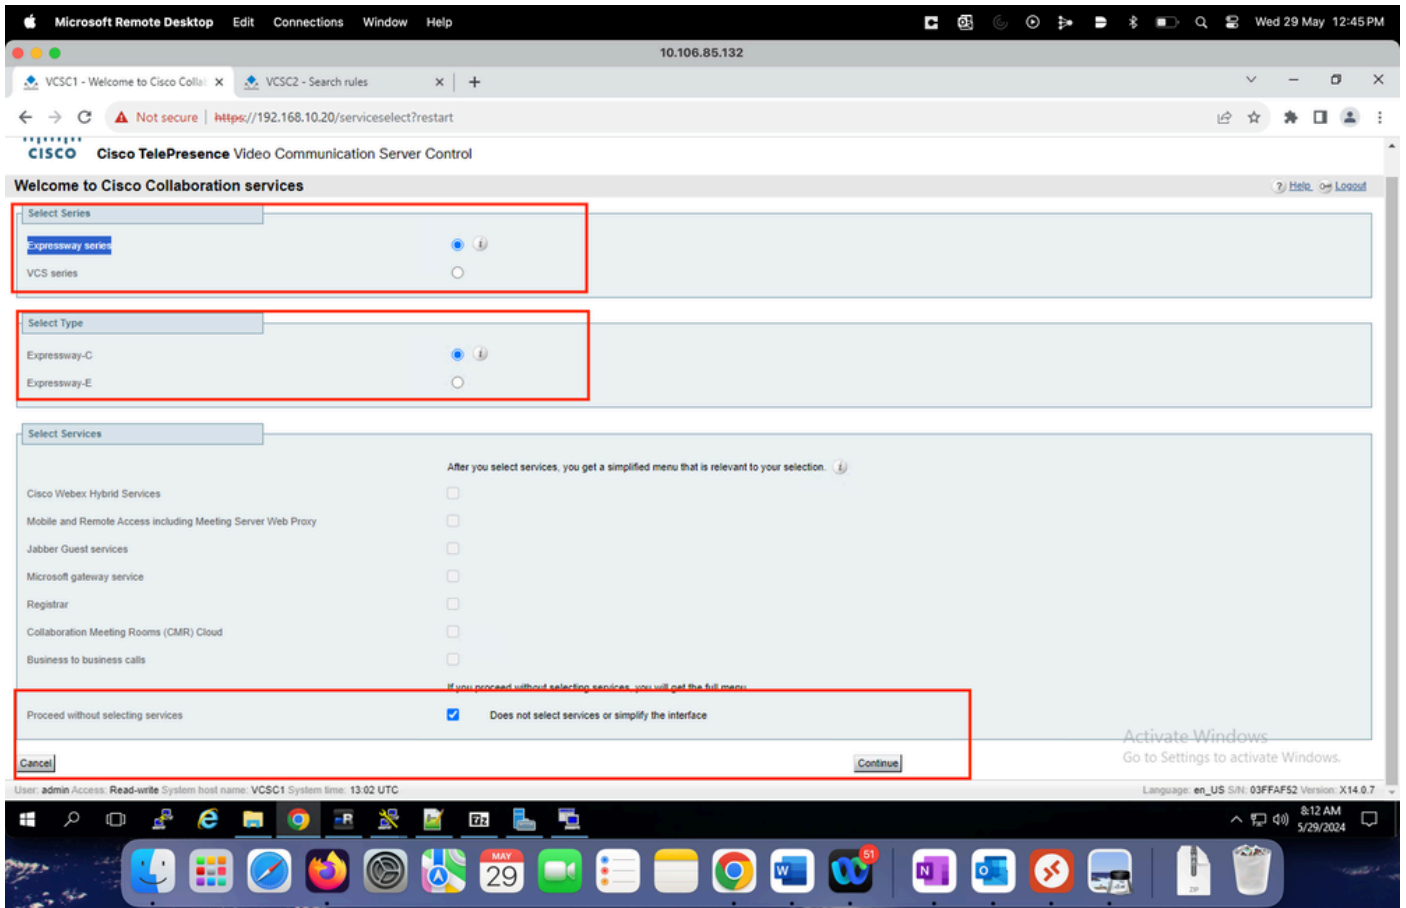 Microsoft Remote Desktop Edit Connections Window Help Wed 29 May 12:45 PM
10.106.85.132
VCSC1 - Welcome to Cisco Colla VCSC2 - Search rules
Not secure https://192.168.10.20/serviceselect?restart
CISCO Cisco TelePresence Video Communication Server Control
Welcome to Cisco Collaboration services Help Logout
Select Series
Expressway series
VCS series
Select Type
Expressway-C
Expressway-E
Select Services
After you select services, you get a simplified menu that is relevant to your selection.
Cisco Webex Hybrid Services
Mobile and Remote Access including Meeting Server Web Proxy
Jabber Guest services
Microsoft gateway service
Registrar
Collaboration Meeting Rooms (CMR) Cloud
Business to business calls
If you proceed without selecting services, you will get the full menu
Proceed without selecting services Does not select services or simplify the interface
Activate Windows
Go to Settings to activate Windows.
Cancel Continue
User: admin Access: Read-write System host name: VCSC1 System time: 13:02 UTC Language: en_US S/N: 03FFAF52 Version: X14.0.7
8:12 AM
5/29/2024
MAY
29
51
ZIP